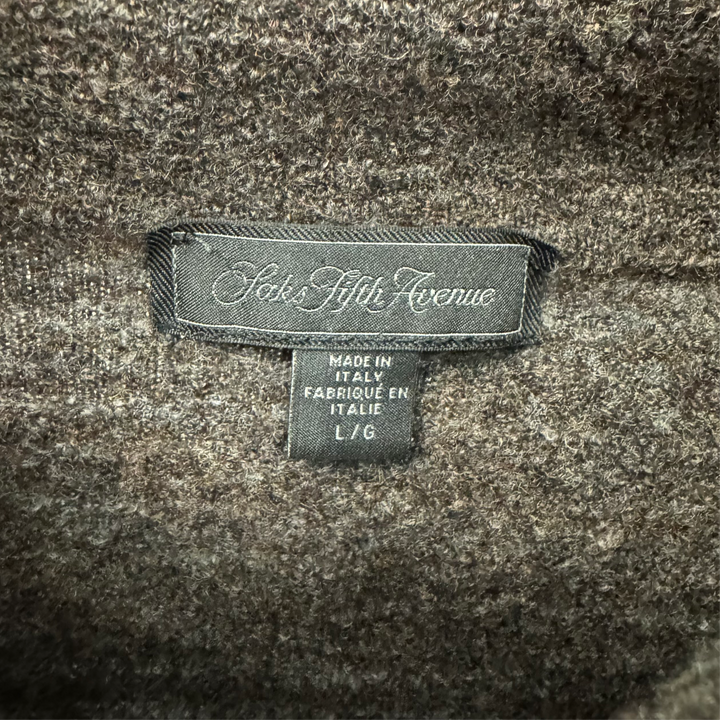 Saks Fifth Avenue
MADE IN
ITALY
FABRIQUÉ EN
ITALIE
L/G